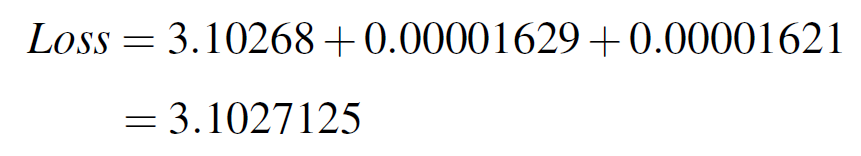 Loss = 3.10268 + 0.00001629 + 0.00001621
= 3.1027125